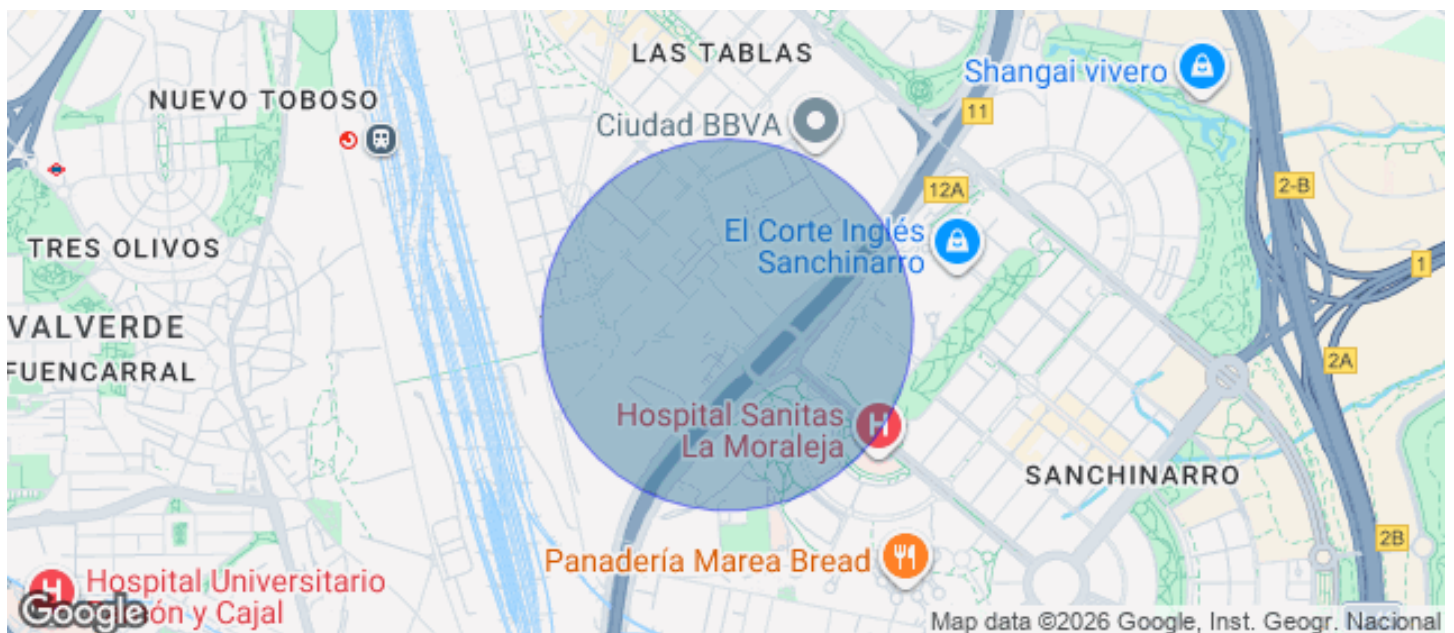 LAS TABLAS
Shangai vivero
NUEVO TOBOSO
11
Ciudad BBVA
12A
2-B
El Corte Inglés
Sanchinarro
TRES OLIVOS
1
VALVERDE
2A
FUENCARRAL
Hospital Sanitas
La Moraleja
H
SANCHINARRO
2B
Panadería Marea Bread
H
Hospital Universitario
y Cajal
Google
Map data ©2026 Google, Inst. Geogr. Nacional